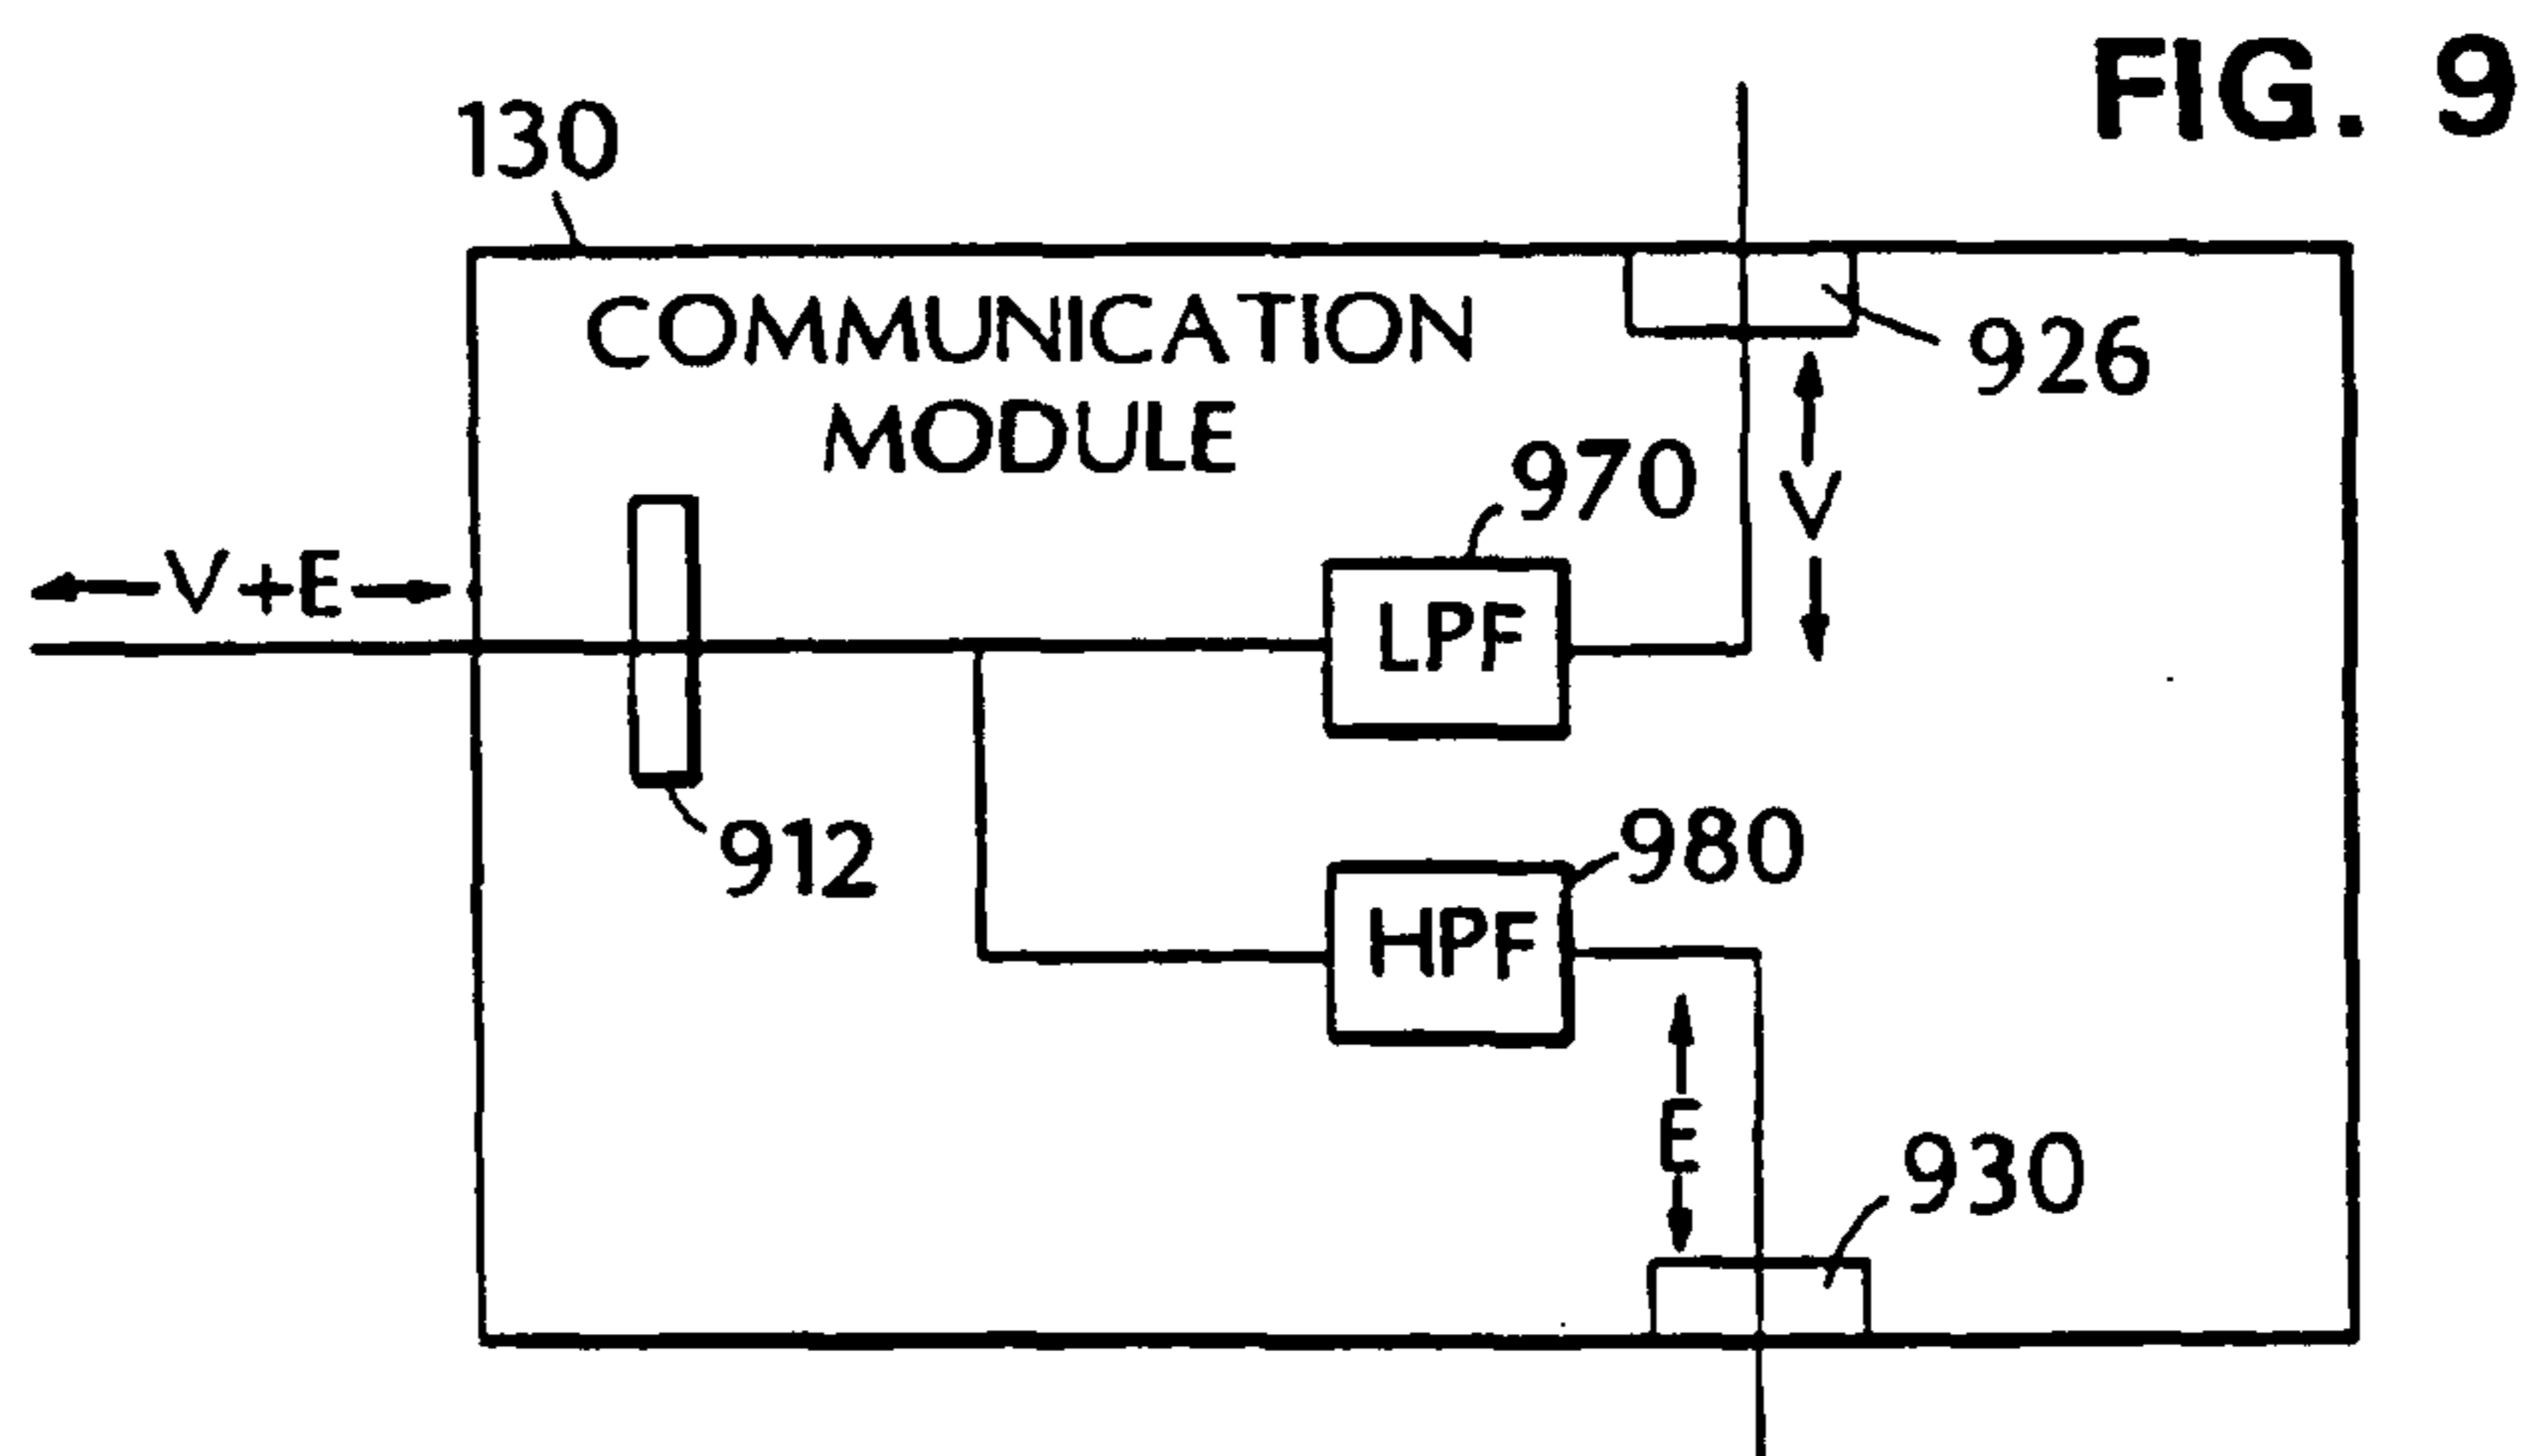 FIG. 9
130
COMMUNICATION
MODULE
926
970
V
V+E
LPF
912
980
HPF
E
930